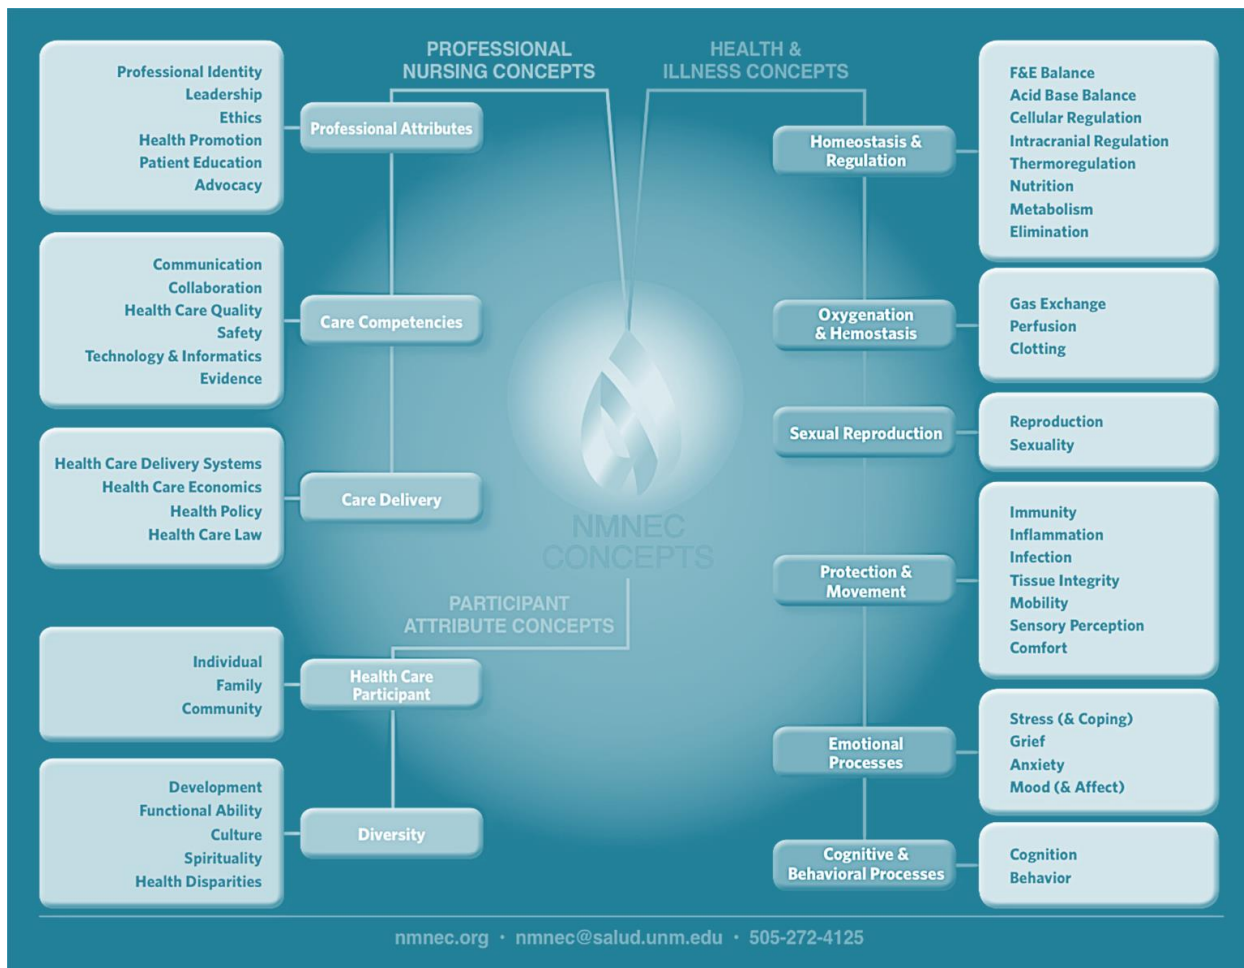 PROFESSIONAL
NURSING CONCEPTS
Professional Identity
Leadership
Ethics
Health Promotion
Patient Education
Advocacy
Professional Attributes
Communication
Collaboration
Health Care Quality
Safety
Technology & Informatics
Evidence
Care Competencies
Health Care Delivery Systems
Health Care Economics
Health Policy
Health Care Law
Care Delivery
NMNEC
CONCEPTS
PARTICIPANT
ATTRIBUTE CONCEPTS
Individual
Family
Community
Health Care
Participant
Development
Functional Ability
Culture
Spirituality
Health Disparities
Diversity
HEALTH &
ILLNESS CONCEPTS
Homeostasis &
Regulation
F&E Balance
Acid Base Balance
Cellular Regulation
Intracranial Regulation
Thermoregulation
Nutrition
Metabolism
Elimination
Oxygenation
& Hemostasis
Gas Exchange
Perfusion
Clotting
Sexual Reproduction
Reproduction
Sexuality
Protection &
Movement
Immunity
Inflammation
Infection
Tissue Integrity
Mobility
Sensory Perception
Comfort
Emotional
Processes
Stress (& Coping)
Grief
Anxiety
Mood (& Affect)
Cognitive &
Behavioral Processes
Cognition
Behavior
nmnec.org · nmnec@salud.unm.edu · 505-272-4125